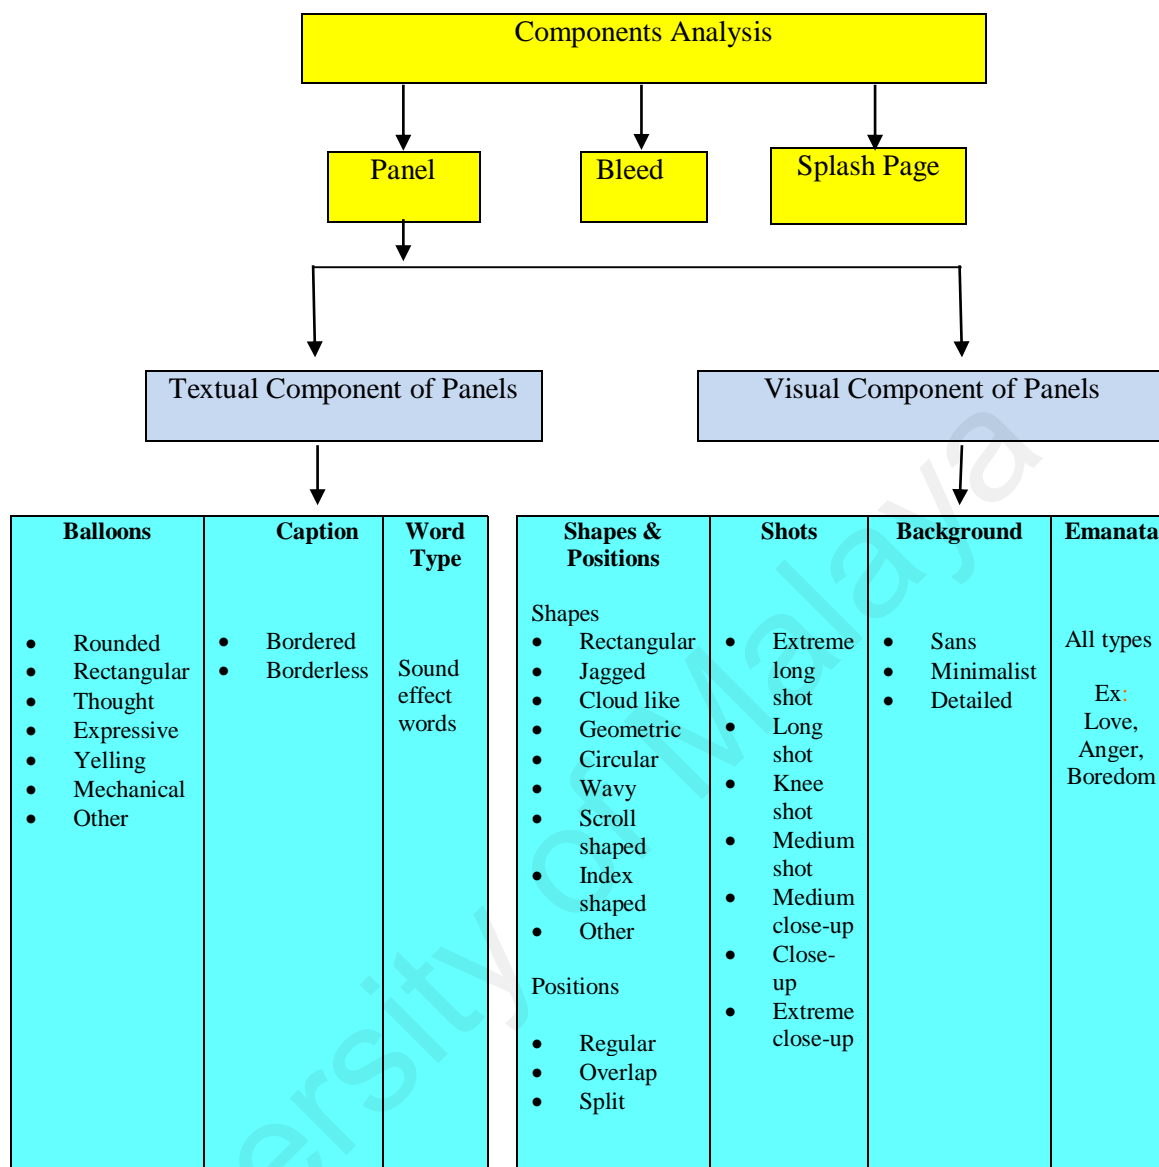 Components Analysis
Panel
Bleed
Splash Page
Textual Component of Panels
Visual Component of Panels
Balloons
• Rounded
• Rectangular
• Thought
• Expressive
• Yelling
• Mechanical
• Other
Caption
• Bordered
• Borderless
Word
Type
Sound
effect
words
Shapes &
Positions
Shapes
• Rectangular
• Jagged
• Cloud like
• Geometric
• Circular
• Wavy
• Scroll
shaped
• Index
shaped
• Other
Positions
• Regular
• Overlap
• Split
Shots
• Extreme
long
shot
• Long
shot
• Knee
shot
• Medium
shot
• Medium
close-up
• Close-
up
• Extreme
close-up
Background
• Sans
• Minimalist
• Detailed
Emanata
All types
Ex:
Love,
Anger,
Boredom
ersity of Malaya